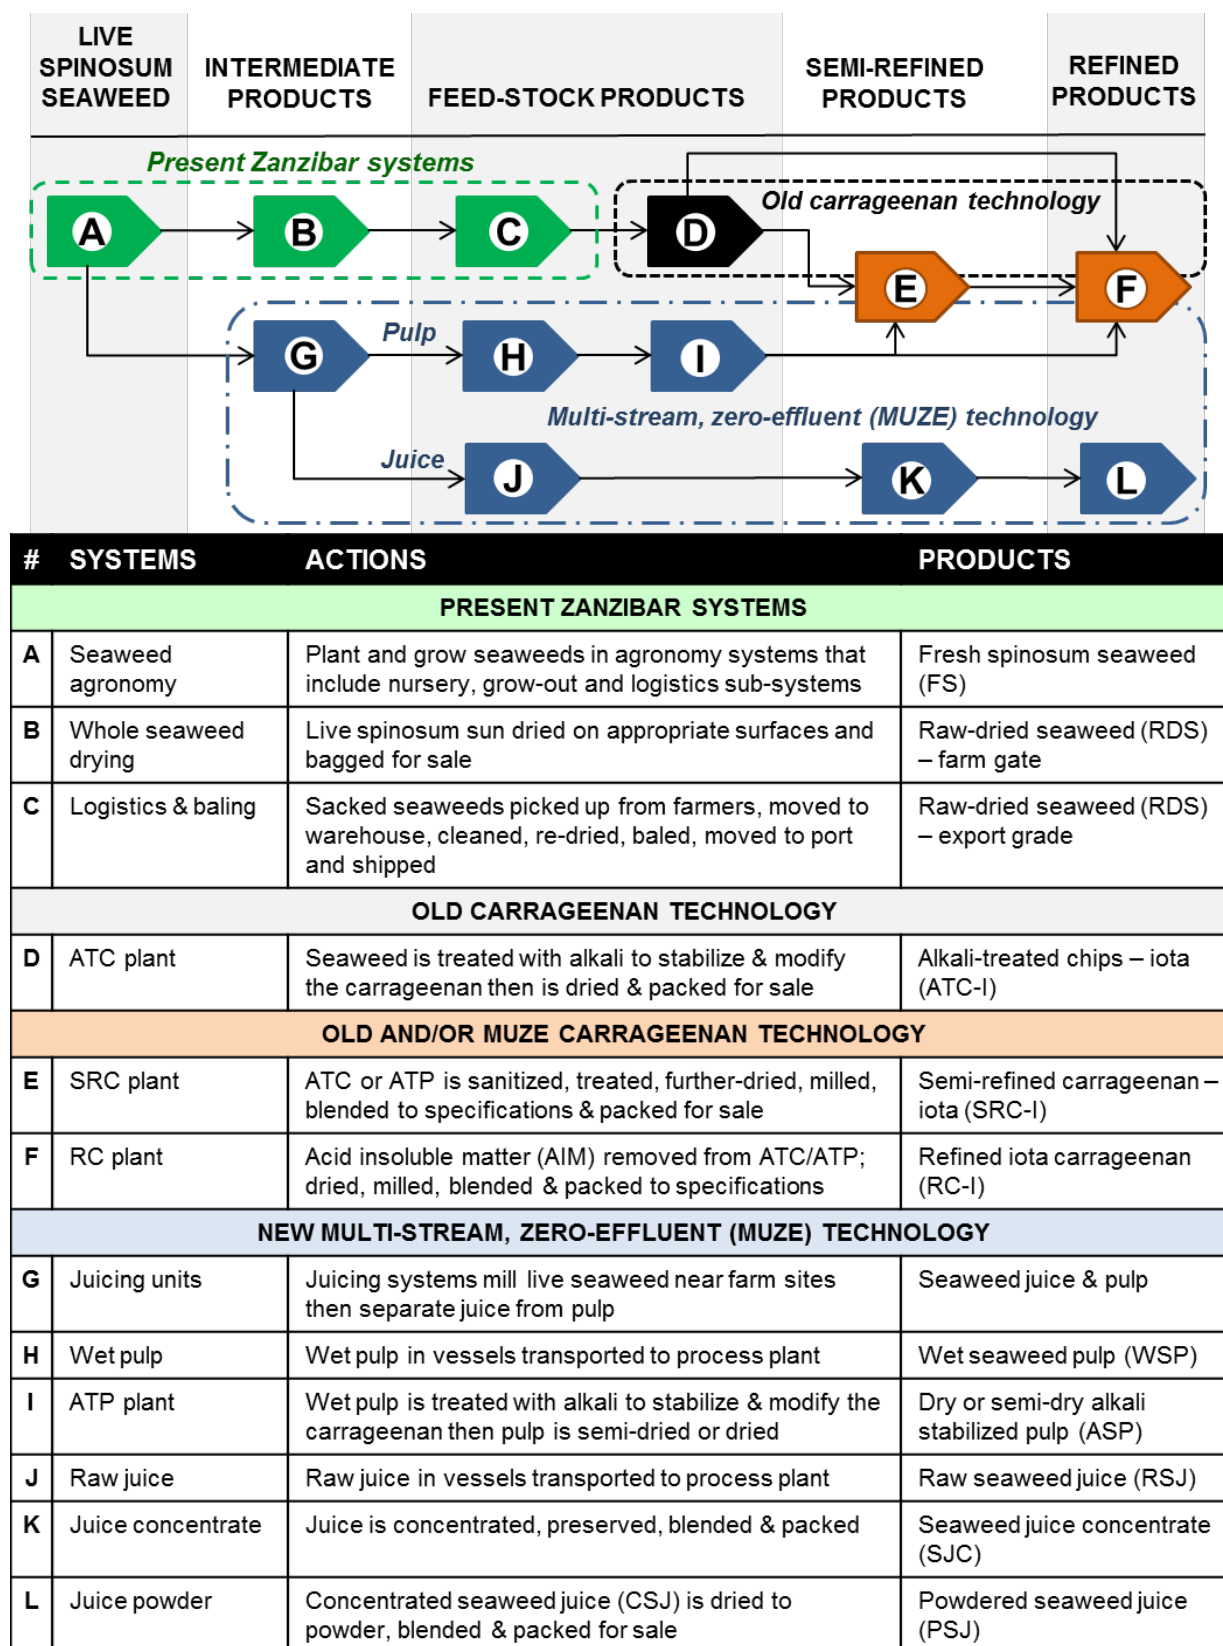 LIVE
SPINOSUM
SEAWEED
INTERMEDIATE
PRODUCTS
FEED-STOCK PRODUCTS
SEMI-REFINED
PRODUCTS
REFINED
PRODUCTS
Present Zanzibar systems
Old carrageenan technology
A
B
C
D
E
F
G
Pulp
H
I
Multi-stream, zero-effluent (MUZE) technology
Juice
J
K
L
# SYSTEMS ACTIONS PRODUCTS
PRESENT ZANZIBAR SYSTEMS
A Seaweed Plant and grow seaweeds in agronomy systems that Fresh spinosum seaweed
agronomy include nursery, grow-out and logistics sub-systems (FS)
B Whole seaweed Live spinosum sun dried on appropriate surfaces and Raw-dried seaweed (RDS)
drying bagged for sale – farm gate
C Logistics & baling Sacked seaweeds picked up from farmers, moved to Raw-dried seaweed (RDS)
warehouse, cleaned, re-dried, baled, moved to port – export grade
and shipped
OLD CARRAGEENAN TECHNOLOGY
D ATC plant Seaweed is treated with alkali to stabilize & modify Alkali-treated chips – iota
the carrageenan then is dried & packed for sale (ATC-I)
OLD AND/OR MUZE CARRAGEENAN TECHNOLOGY
E SRC plant ATC or ATP is sanitized, treated, further-dried, milled, Semi-refined carrageenan –
blended to specifications & packed for sale iota (SRC-I)
F RC plant Acid insoluble matter (AIM) removed from ATC/ATP; Refined iota carrageenan
dried, milled, blended & packed to specifications (RC-I)
NEW MULTI-STREAM, ZERO-EFFLUENT (MUZE) TECHNOLOGY
G Juicing units Juicing systems mill live seaweed near farm sites Seaweed juice & pulp
then separate juice from pulp
H Wet pulp Wet pulp in vessels transported to process plant Wet seaweed pulp (WSP)
I ATP plant Wet pulp is treated with alkali to stabilize & modify the Dry or semi-dry alkali
carrageenan then pulp is semi-dried or dried stabilized pulp (ASP)
J Raw juice Raw juice in vessels transported to process plant Raw seaweed juice (RSJ)
K Juice concentrate Juice is concentrated, preserved, blended & packed Seaweed juice concentrate
(SJC)
L Juice powder Concentrated seaweed juice (CSJ) is dried to Powdered seaweed juice
powder, blended & packed for sale (PSJ)